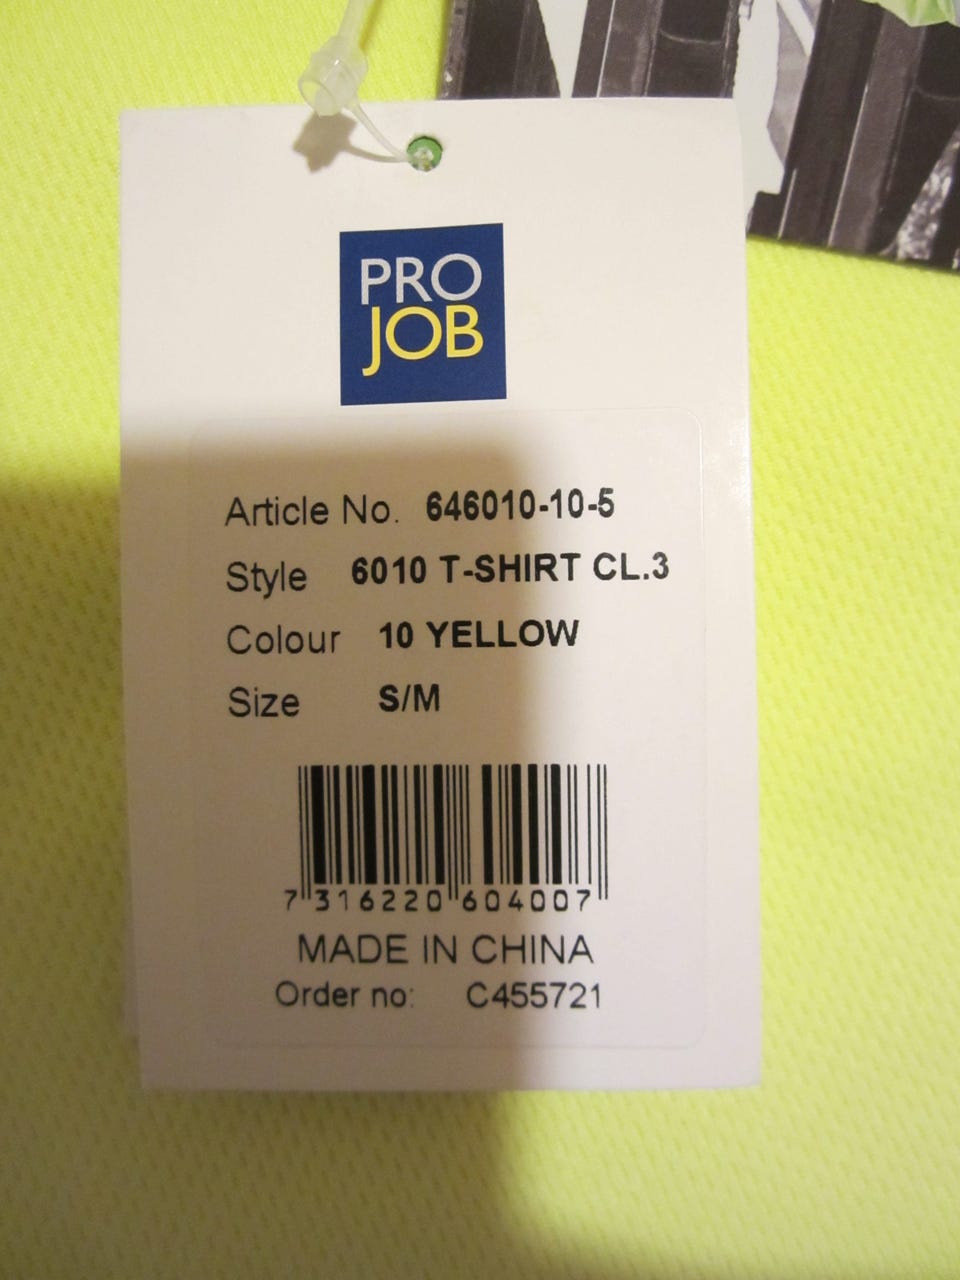 PRO
JOB
Article No. 646010-10-5
Style 6010 T-SHIRT CL.3
Colour 10 YELLOW
Size S/M
7 316220 604007
MADE IN CHINA
Order no: C455721